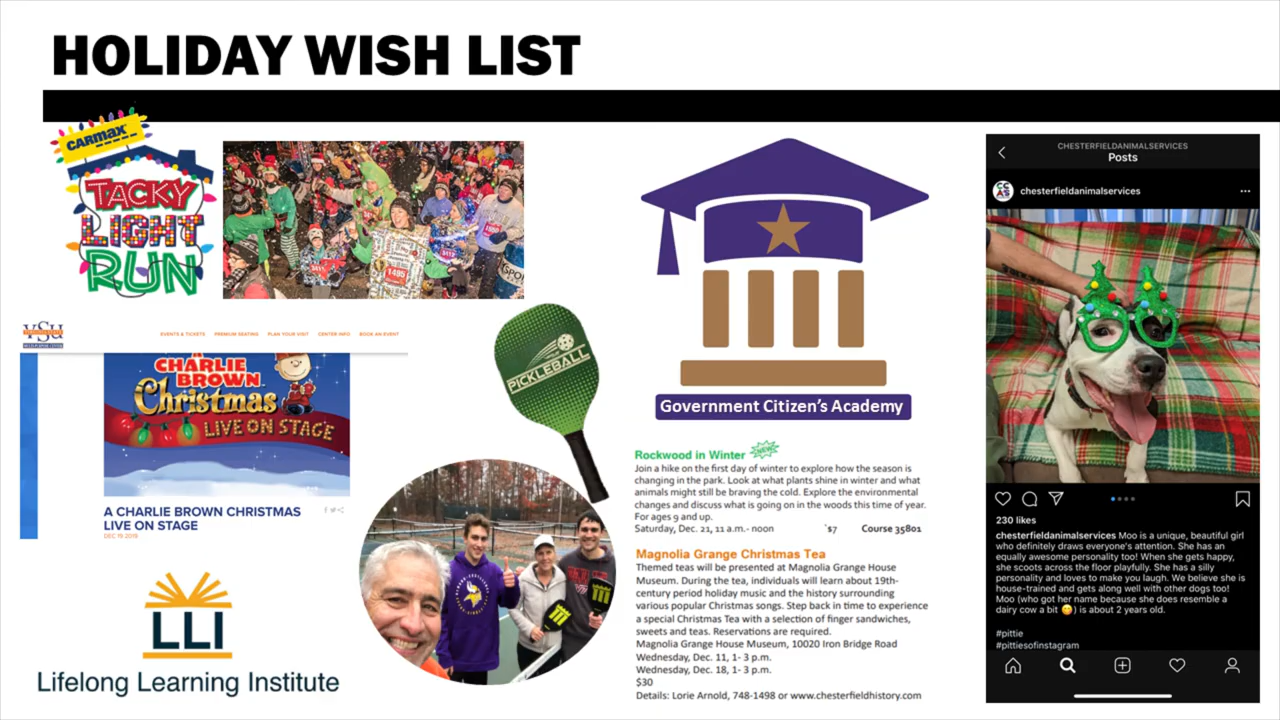 HOLIDAY WISH LIST
CARMAX
TACKY
LIGHT
RUN
1495
VSU
EVENTS & TICKETS PREMIUM SEATING PLAN YOUR VISIT CENTER INFO BOOK AN EVENT
A
CHARLIE
BROWN
Christmas
LIVE ON STAGE
A CHARLIE BROWN CHRISTMAS
LIVE ON STAGE
DEC 19 2019
LLI
Lifelong Learning Institute
PICKLEBALL
Government Citizen's Academy
Rockwood in Winter
Join a hike on the first day of winter to explore how the season is
changing in the park. Look at what plants shine in winter and what
animals might still be braving the cold. Explore the environmental
changes and discuss what is going on in the woods this time of year.
For ages 9 and up.
Saturday, Dec. 21, 11 a.m.- noon $7 Course 35801
Magnolia Grange Christmas Tea
Themed teas will be presented at Magnolia Grange House
Museum. During the tea, individuals will learn about 19th-
century period holiday music and the history surrounding
various popular Christmas songs. Step back in time to experience
a special Christmas Tea with a selection of finger sandwiches,
sweets and teas. Reservations are required.
Magnolia Grange House Museum, 10020 Iron Bridge Road
Wednesday, Dec. 11, 1- 3 p.m.
Wednesday, Dec. 18, 1- 3 p.m.
$30
Details: Lorie Arnold, 748-1498 or www.chesterfieldhistory.com
CHESTERFIELDANIMALSERVICES
Posts
chesterfieldanimalservices
230 likes
chesterfieldanimalservices Moo is a unique, beautiful girl
who definitely draws everyone's attention. She has an
equally awesome personality too! When she gets happy,
she scoots across the floor playfully. She has a silly
personality and loves to make you laugh. We believe she is
house-trained and gets along well with other dogs too!
Moo (who got her name because she does resemble a
dairy cow a bit 😋) is about 2 years old.
#pittie
#pittiesofinstagram